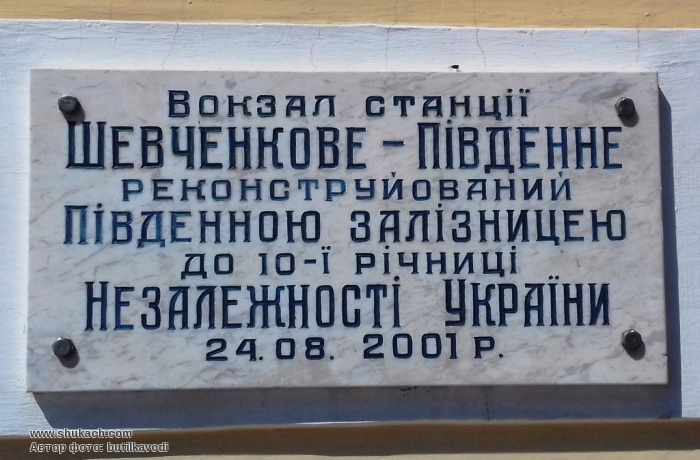 Вокзал станції
Шевченкове – Південне
реконструйований
Південною залізницею
до 10-ї річниці
Незалежності України
24.08. 2001 р.
www.shukach.com
Автор фото: butilkavodi